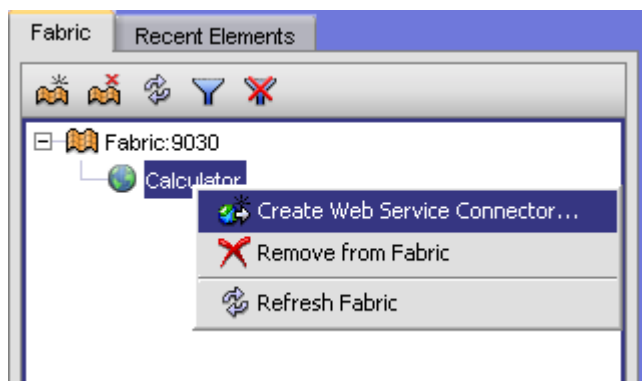 Fabric Recent Elements
Fabric:9030
Calculator
Create Web Service Connector...
Remove from Fabric
Refresh Fabric